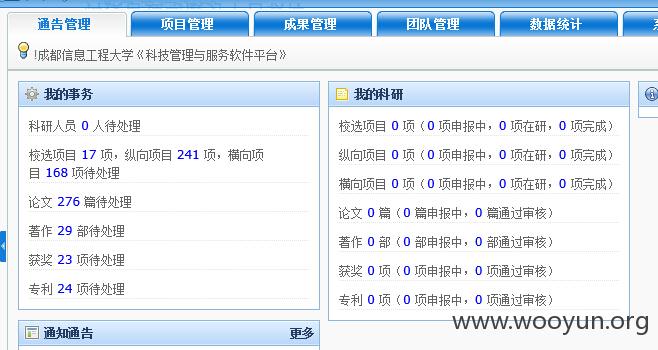 通告管理 项目管理 成果管理 团队管理 数据统计
!成都信息工程大学《科技管理与服务软件平台》
我的事务
科研人员 0 人待处理
校选项目 17 项，纵向项目 241 项，横向项
目 168 项待处理
论文 276 篇待处理
著作 29 部待处理
获奖 23 项待处理
专利 24 项待处理
通知通告 更多
我的科研
校选项目 0 项（0 项申报中，0 项在研，0 项完成）
纵向项目 0 项（0 项申报中，0 项在研，0 项完成）
横向项目 0 项（0 项申报中，0 项在研，0 项完成）
论文 0 篇（0 篇申报中，0 篇通过审核）
著作 0 部（0 部申报中，0 部通过审核）
获奖 0 项（0 项申报中，0 项通过审核）
专利 0 项（0 项申报中，0 项通过审核）
www.wooyun.org